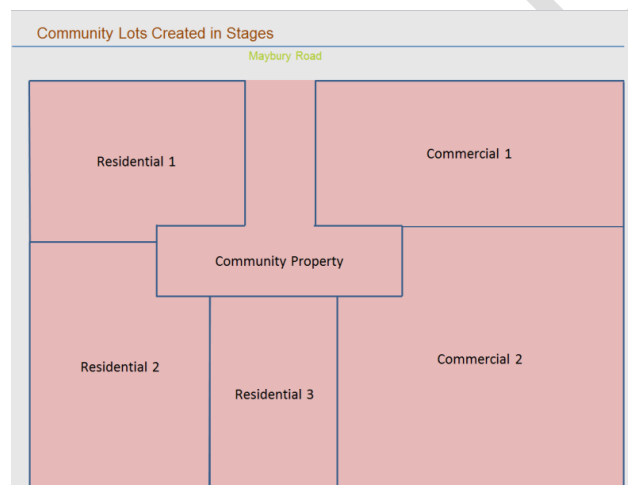 Community Lots Created in Stages
Maybury Road
Residential 1
Commercial 1
Community Property
Residential 2
Commercial 2
Residential 3